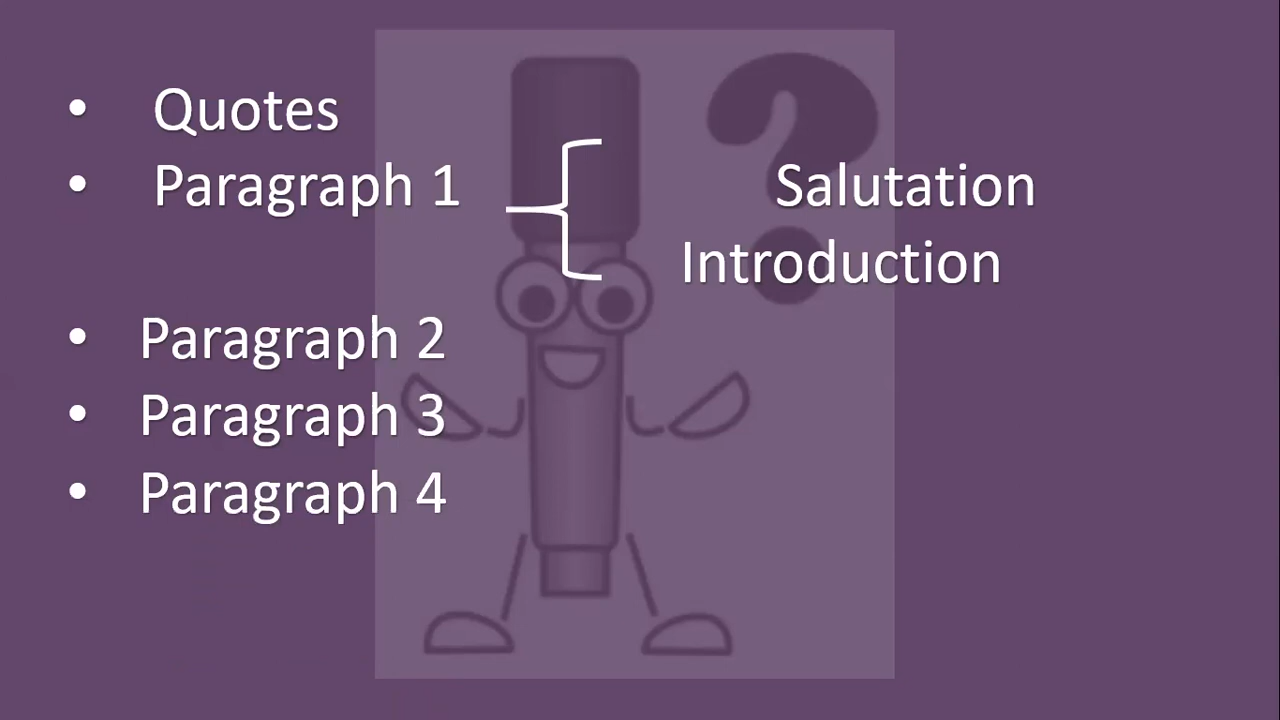 • Quotes
• Paragraph 1 Salutation
Introduction
• Paragraph 2
• Paragraph 3
• Paragraph 4
?